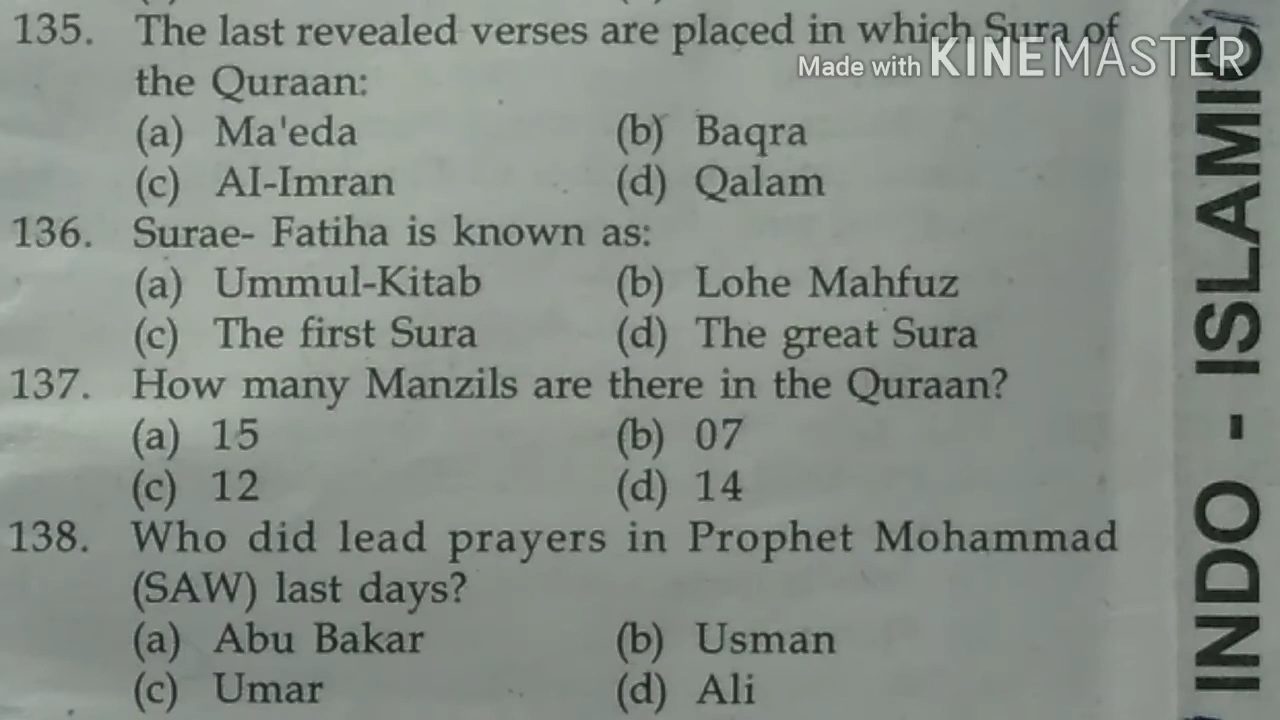 135. The last revealed verses are placed in which Sura of
Made with KINEMASTER
the Quraan:
(a) Ma'eda (b) Baqra
(c) AI-Imran (d) Qalam
136. Surae- Fatiha is known as:
(a) Ummul-Kitab (b) Lohe Mahfuz
(c) The first Sura (d) The great Sura
137. How many Manzils are there in the Quraan?
(a) 15 (b) 07
(c) 12 (d) 14
138. Who did lead prayers in Prophet Mohammad
(SAW) last days?
(a) Abu Bakar (b) Usman
(c) Umar (d) Ali
INDO - ISLAMIC